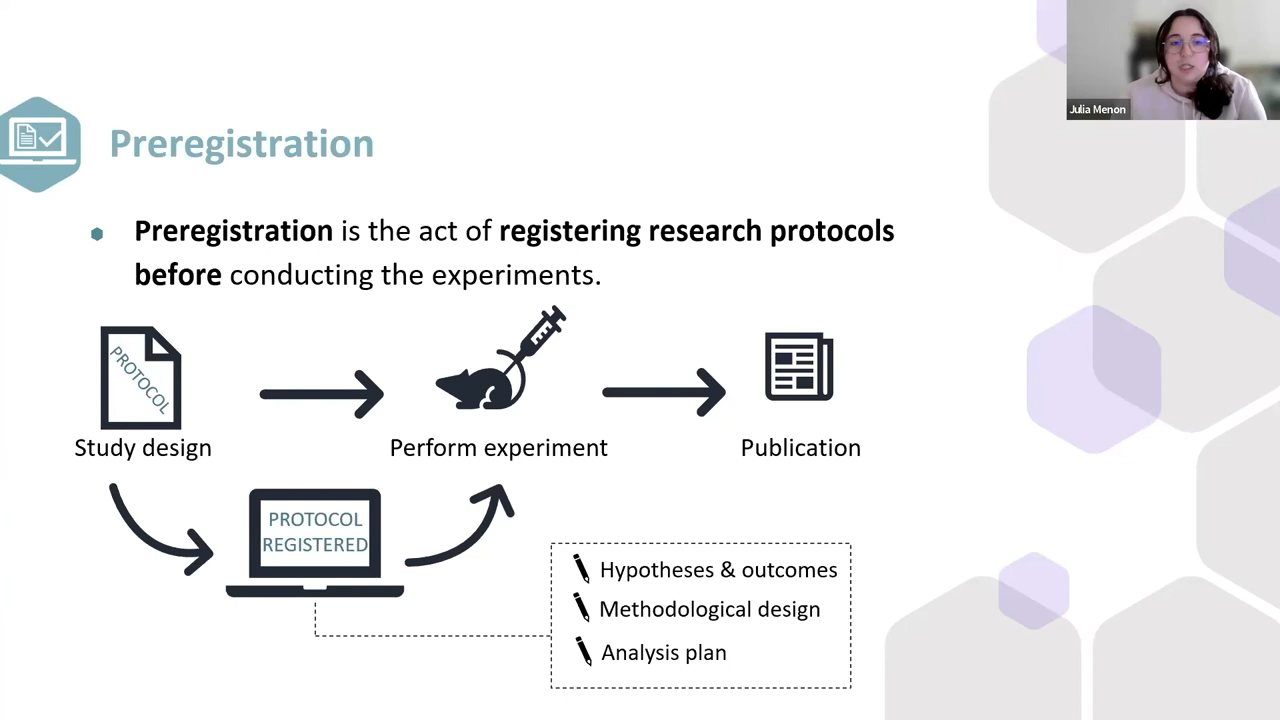 Julia Menon
Preregistration
Preregistration is the act of registering research protocols
before conducting the experiments.
PROTOCOL
Study design
Perform experiment
Publication
PROTOCOL
REGISTERED
Hypotheses & outcomes
Methodological design
Analysis plan